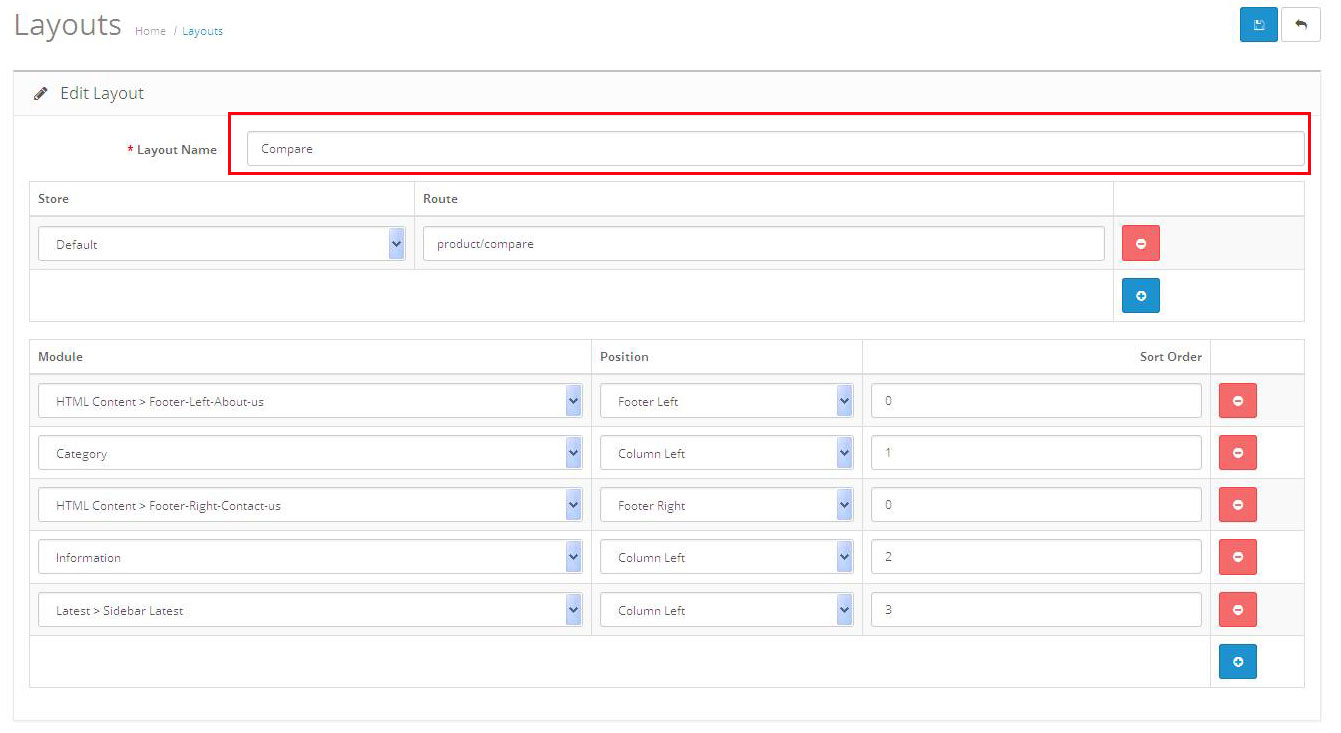 Layouts Home / Layouts
Edit Layout
* Layout Name Compare
Store Route
Default product/compare
Module Position Sort Order
HTML Content > Footer-Left-About-us Footer Left 0
Category Column Left 1
HTML Content > Footer-Right-Contact-us Footer Right 0
Information Column Left 2
Latest > Sidebar Latest Column Left 3